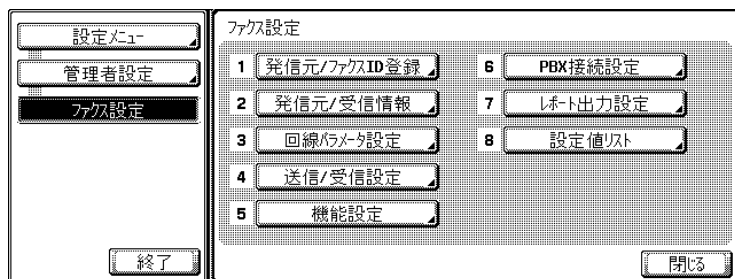 設定メニュー
管理者設定
ファクス設定
終了
ファクス設定
1 発信元/ファクスID登録
2 発信元/受信情報
3 回線パラメータ設定
4 送信/受信設定
5 機能設定
6 PBX接続設定
7 レポート出力設定
8 設定値リスト
閉じる